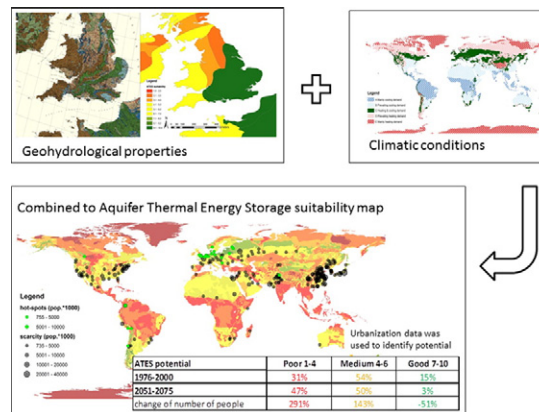 Geohydrological properties
Climatic conditions
Legend
Legend
Combined to Aquifer Thermal Energy Storage suitability map
Legend
hot-spots (pop.*1000)
755 - 5000
5001 - 10000
scarcity (pop.*1000)
735 - 5000
5001 - 10000
10001 - 20000
20001 - 40000
Urbanization data was
used to identify potential
ATES potential Poor 1-4 Medium 4-6 Good 7-10
1976-2000 31% 54% 15%
2051-2075 47% 50% 3%
change of number of people 291% 143% -51%